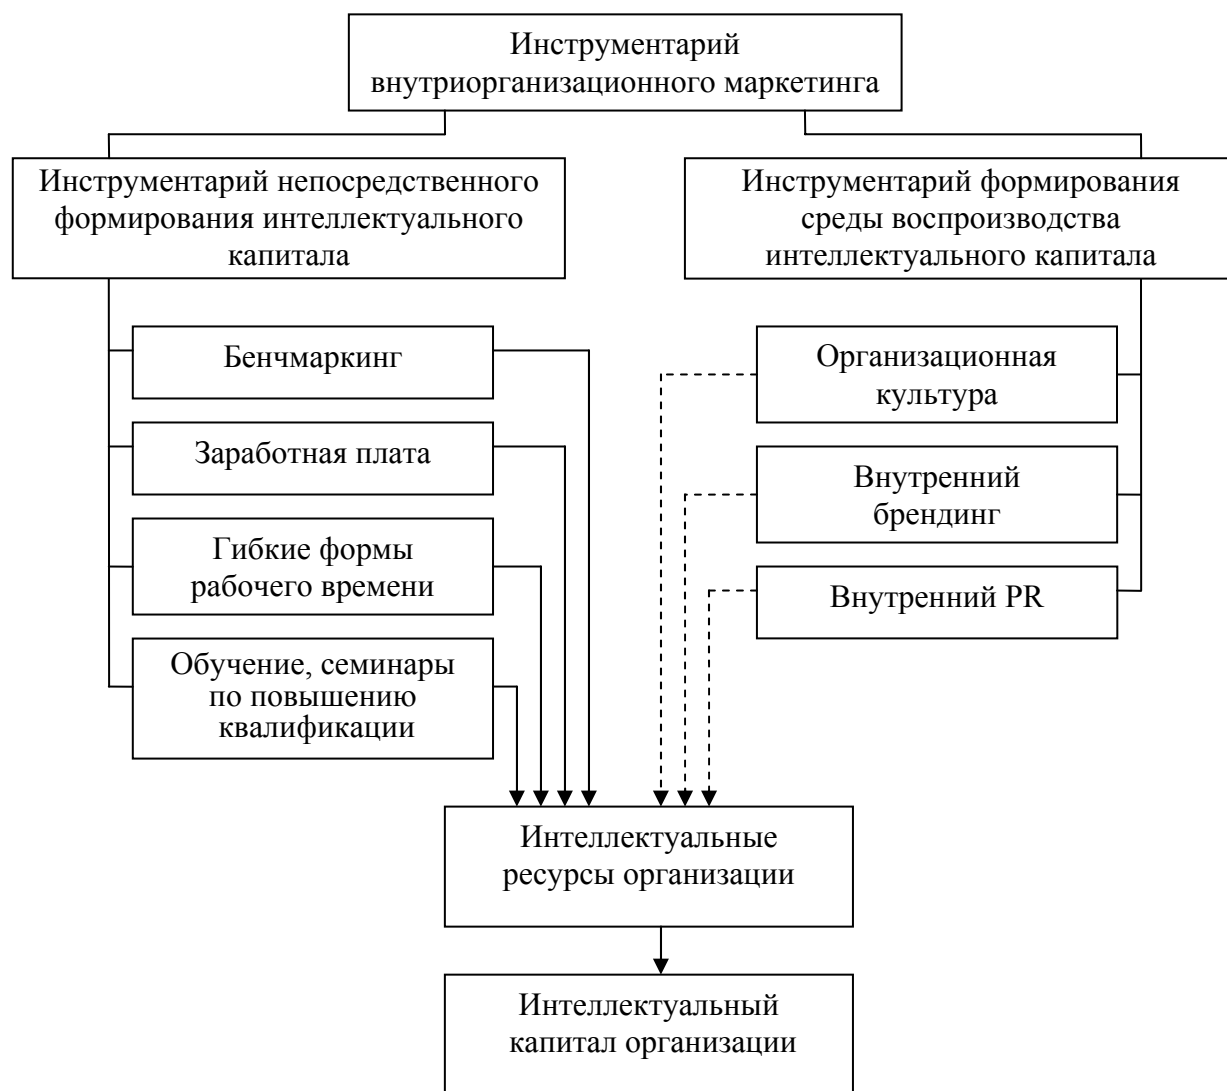 Инструментарий
внутриорганизационного маркетинга
Инструментарий непосредственного
формирования интеллектуального
капитала
Инструментарий формирования
среды воспроизводства
интеллектуального капитала
Бенчмаркинг
Заработная плата
Гибкие формы
рабочего времени
Обучение, семинары
по повышению
квалификации
Организационная
культура
Внутренний
брендинг
Внутренний PR
Интеллектуальные
ресурсы организации
Интеллектуальный
капитал организации